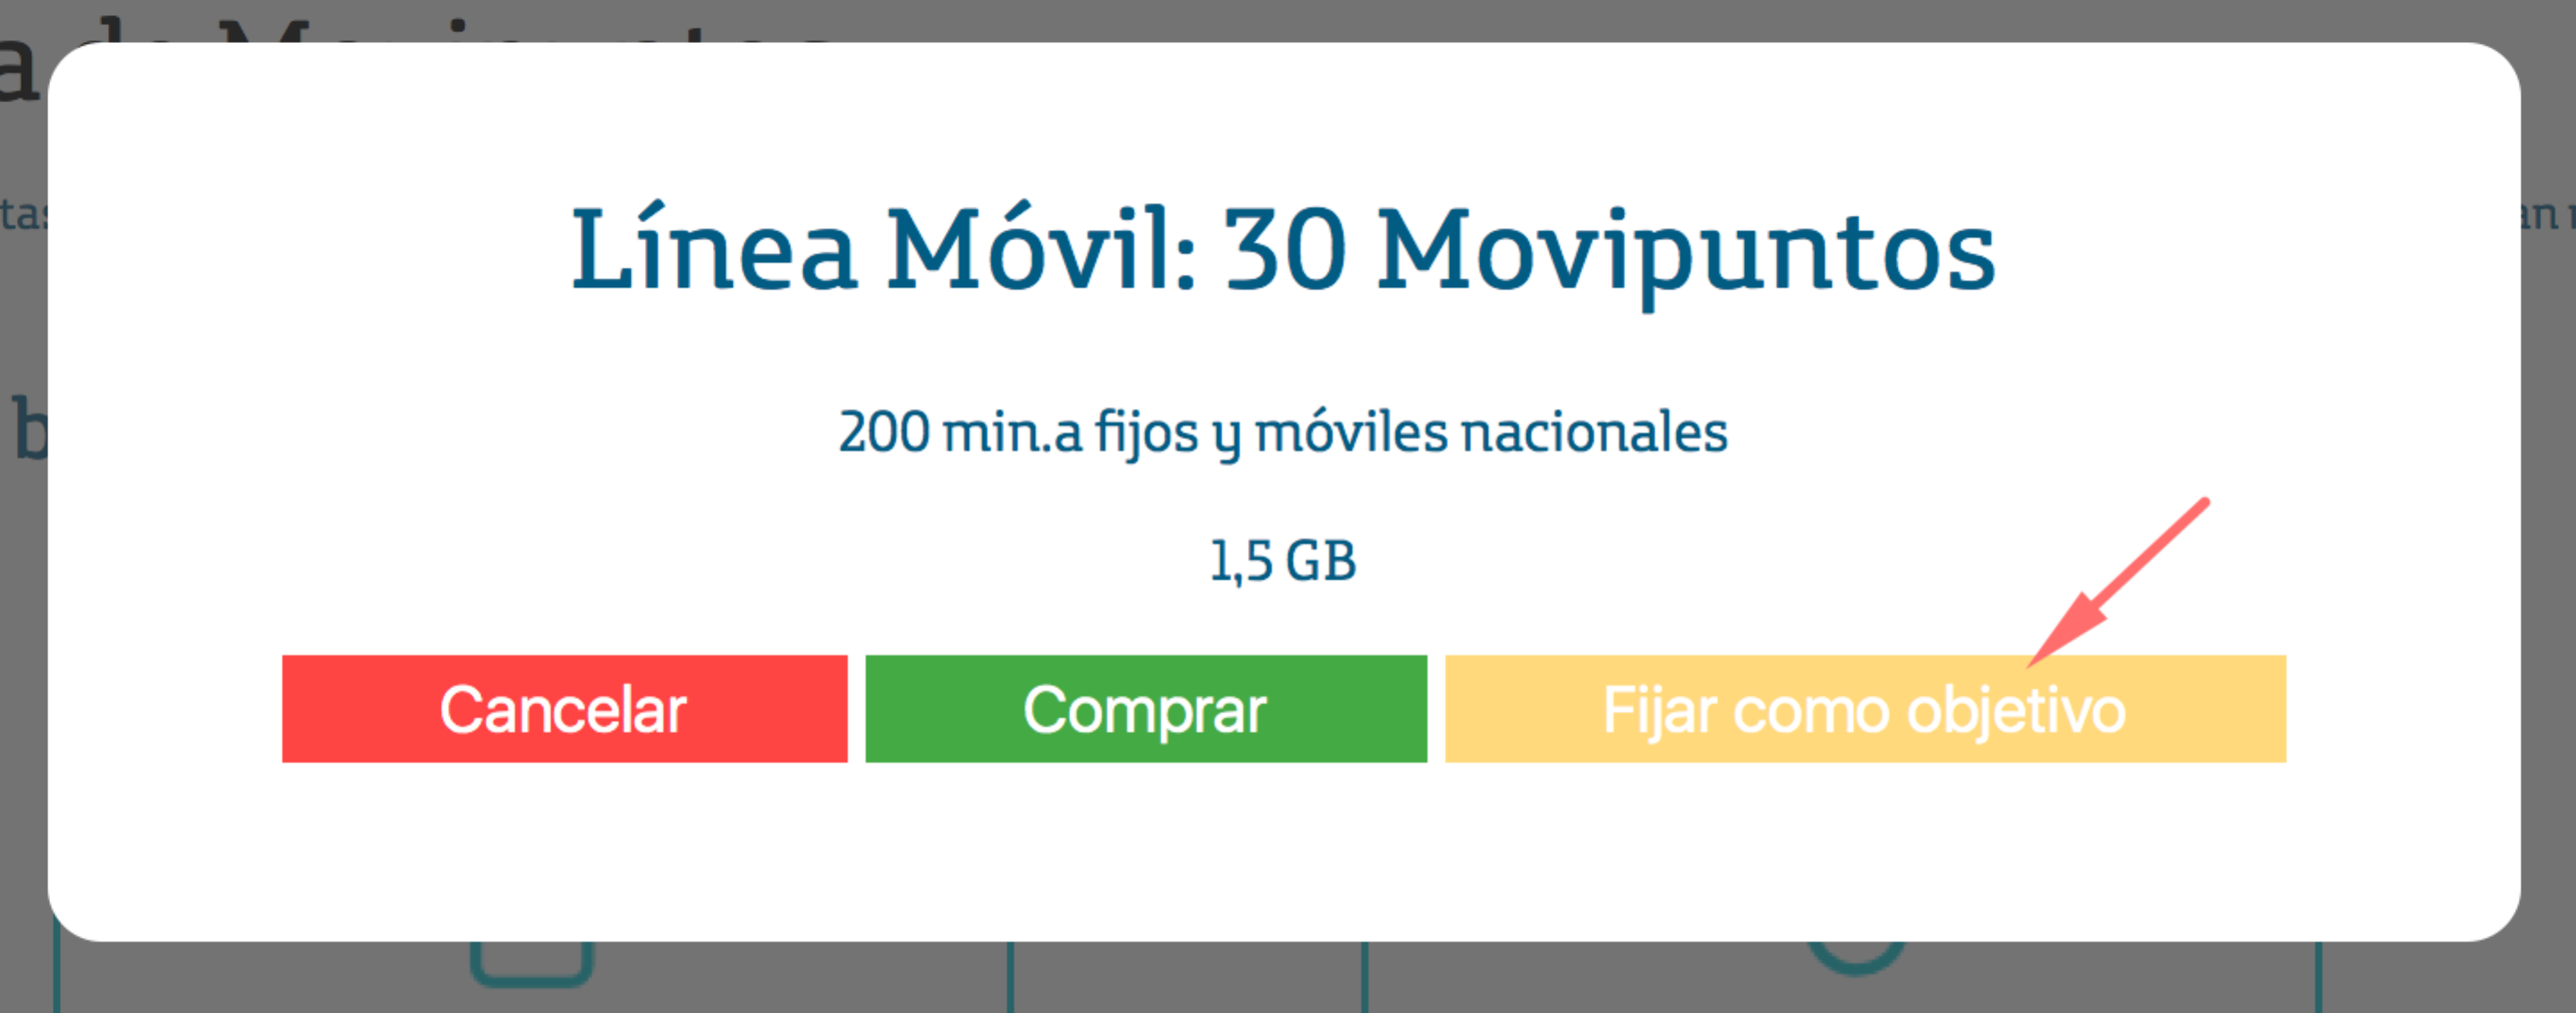 Línea Móvil: 30 Movipuntos
200 min.a fijos y móviles nacionales
1,5 GB
Cancelar Comprar Fijar como objetivo